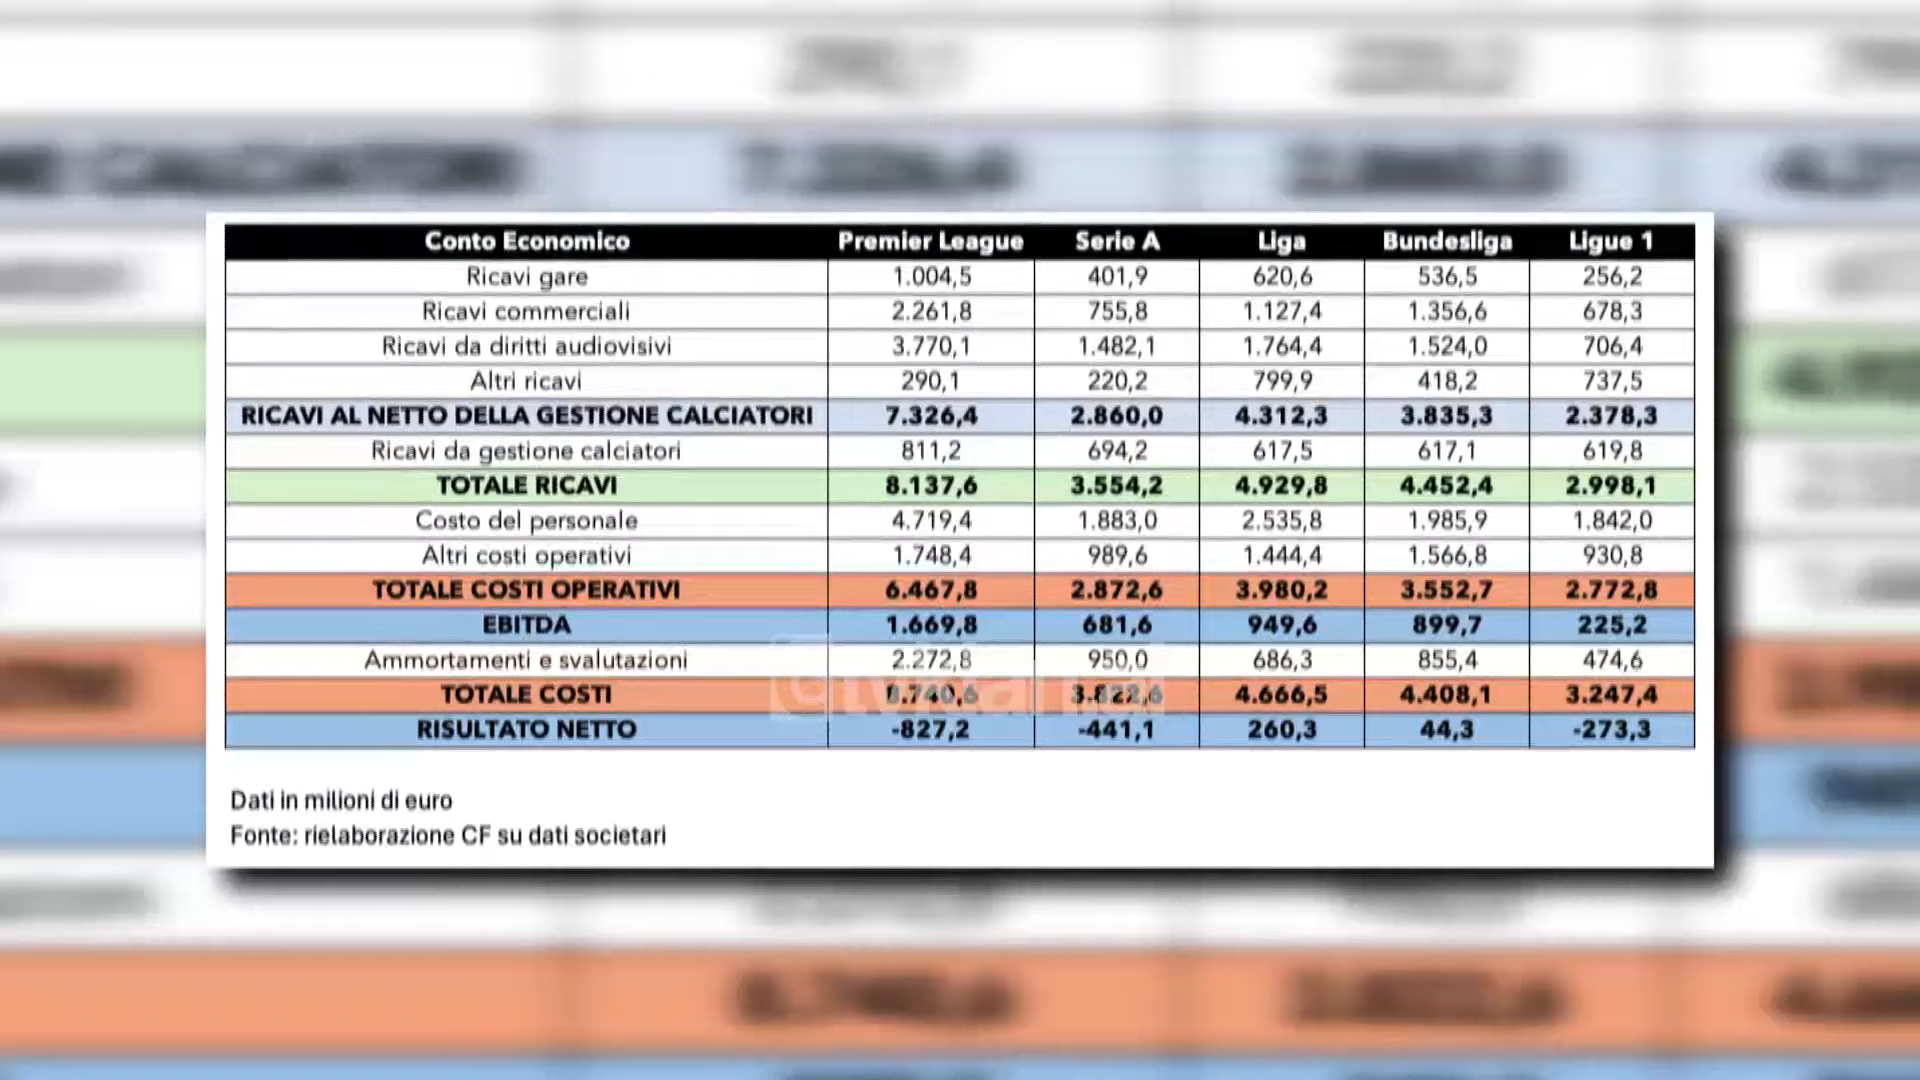 Conto Economico Premier League Serie A Liga Bundesliga Ligue 1
Ricavi gare 1.004,5 401,9 620,6 536,5 256,2
Ricavi commerciali 2.261,8 755,8 1.127,4 1.356,6 678,3
Ricavi da diritti audiovisivi 3.770,1 1.482,1 1.764,4 1.524,0 706,4
Altri ricavi 290,1 220,2 799,9 418,2 737,5
RICAVI AL NETTO DELLA GESTIONE CALCIATORI 7.326,4 2.860,0 4.312,3 3.835,3 2.378,3
Ricavi da gestione calciatori 811,2 694,2 617,5 617,1 619,8
TOTALE RICAVI 8.137,6 3.554,2 4.929,8 4.452,4 2.998,1
Costo del personale 4.719,4 1.883,0 2.535,8 1.985,9 1.842,0
Altri costi operativi 1.748,4 989,6 1.444,4 1.566,8 930,8
TOTALE COSTI OPERATIVI 6.467,8 2.872,6 3.980,2 3.552,7 2.772,8
EBITDA 1.669,8 681,6 949,6 899,7 225,2
Ammortamenti e svalutazioni 2.272,8 950,0 686,3 855,4 474,6
TOTALE COSTI 8.740,6 3.822,6 4.666,5 4.408,1 3.247,4
RISULTATO NETTO -827,2 -441,1 260,3 44,3 -273,3
Dati in milioni di euro
Fonte: rielaborazione CF su dati societari